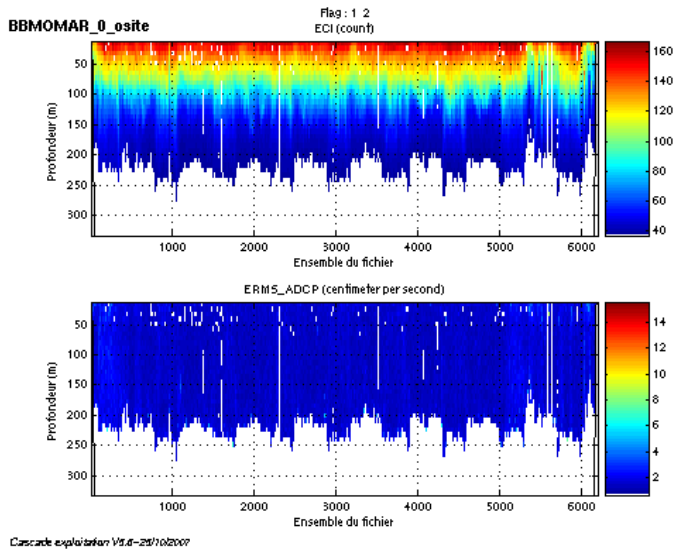 BBMOMAR_0_osite
Flag : 1 2
ECI (count)
50
100
150
200
250
300
Profondeur (m)
1000 2000 3000 4000 5000 6000
Ensemble du fichier
160
140
120
100
80
60
40
ERMS_ADCP (centimeter per second)
50
100
150
200
250
300
Profondeur (m)
1000 2000 3000 4000 5000 6000
Ensemble du fichier
14
12
10
8
6
4
2
Cascade exploitation V5.6-25/10/2007